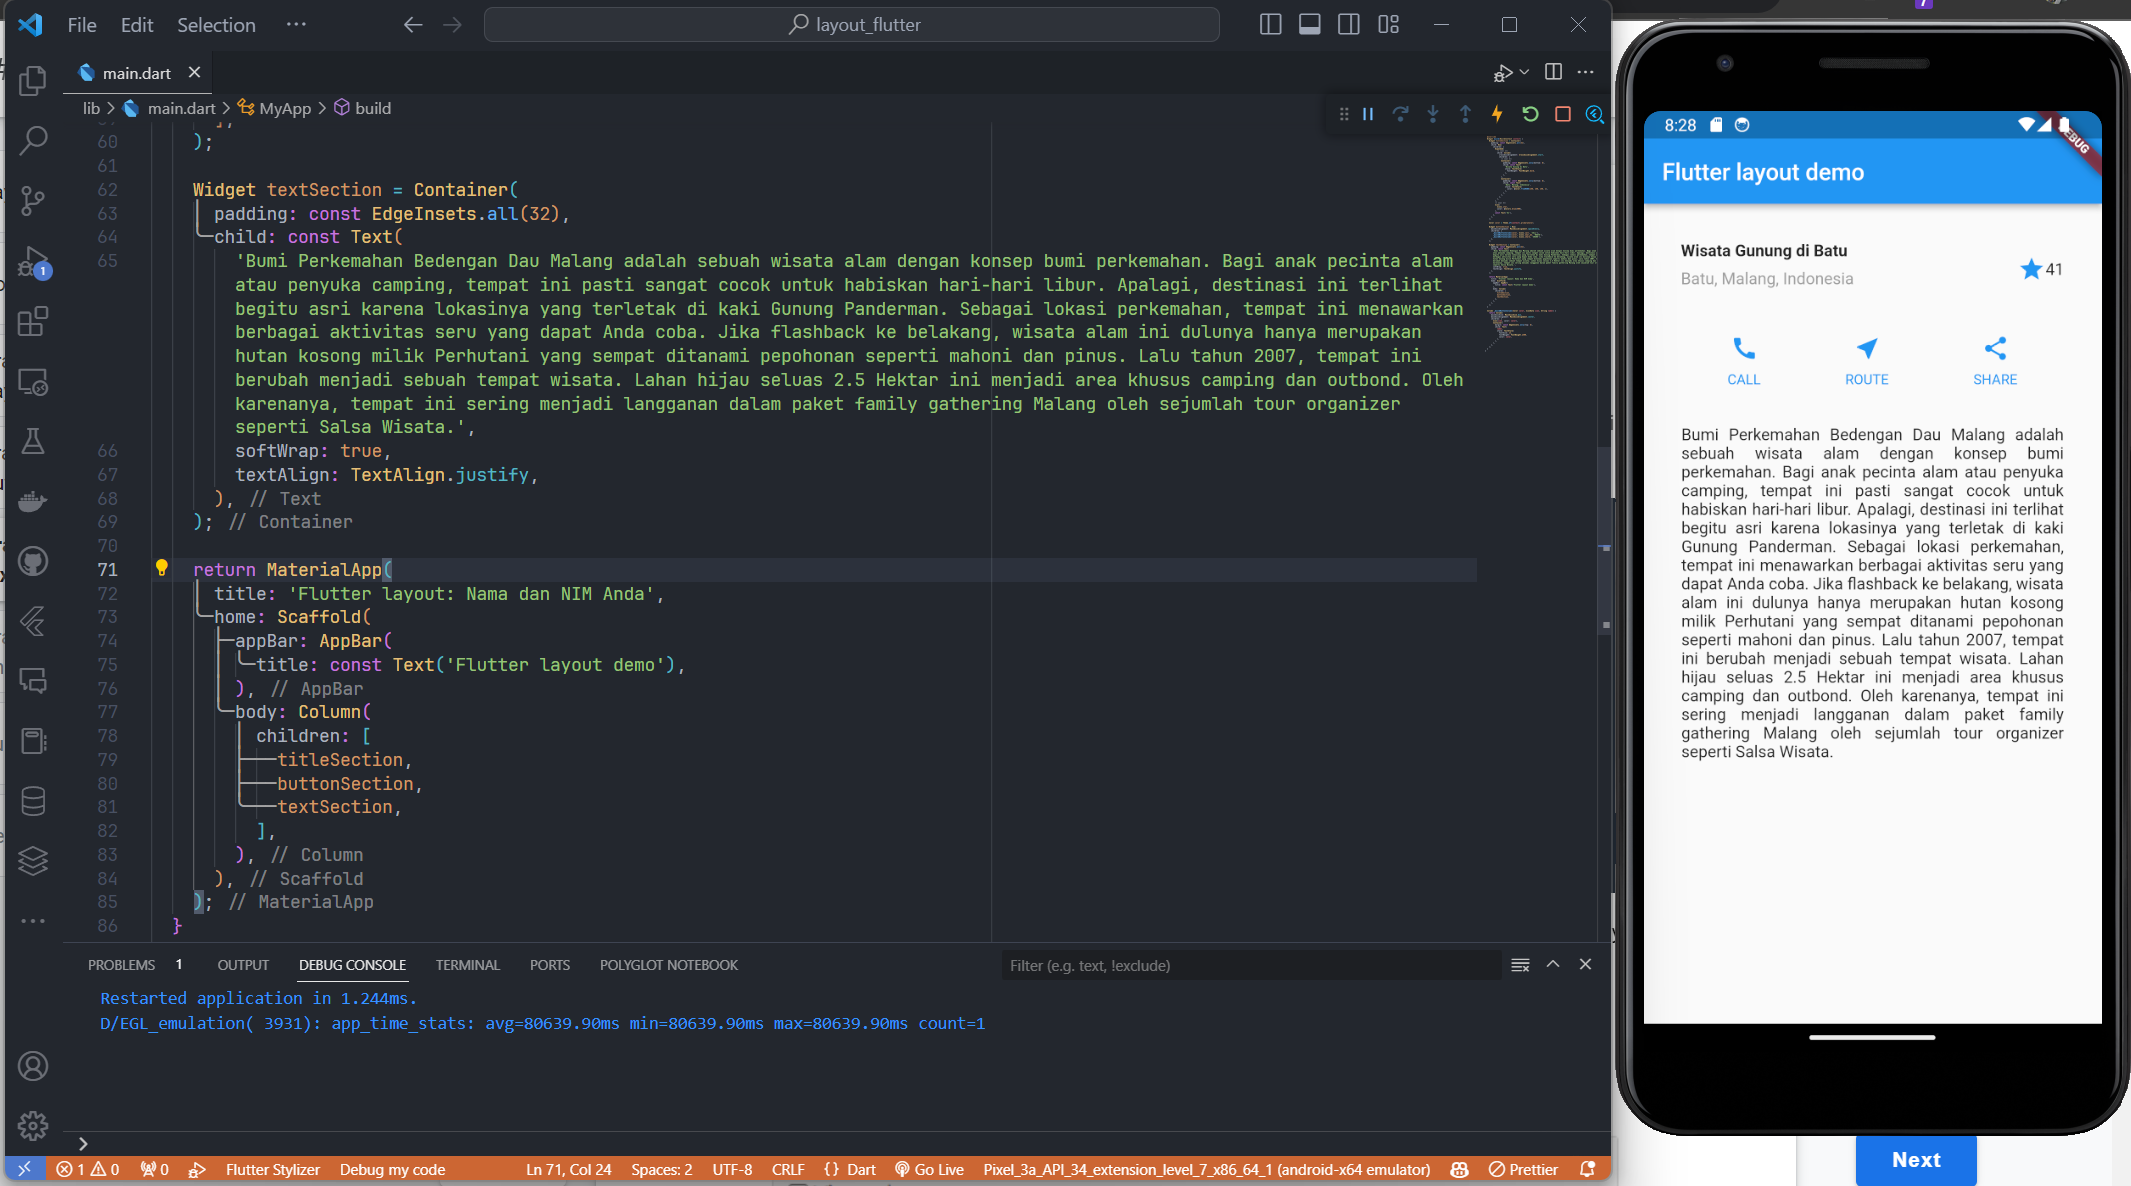 File Edit Selection ··· layout_flutter
main.dart
lib > main.dart > MyApp > build
60 );
61
62 Widget textSection = Container(
63 padding: const EdgeInsets.all(32),
64 child: const Text(
65 'Bumi Perkemahan Bedengan Dau Malang adalah sebuah wisata alam dengan konsep bumi perkemahan. Bagi anak pecinta alam
atau penyuka camping, tempat ini pasti sangat cocok untuk habiskan hari-hari libur. Apalagi, destinasi ini terlihat
begitu asri karena lokasinya yang terletak di kaki Gunung Panderman. Sebagai lokasi perkemahan, tempat ini menawarkan
berbagai aktivitas seru yang dapat Anda coba. Jika flashback ke belakang, wisata alam ini dulunya hanya merupakan
hutan kosong milik Perhutani yang sempat ditanami pepohonan seperti mahoni dan pinus. Lalu tahun 2007, tempat ini
berubah menjadi sebuah tempat wisata. Lahan hijau seluas 2.5 Hektar ini menjadi area khusus camping dan outbond. Oleh
karenanya, tempat ini sering menjadi langganan dalam paket family gathering Malang oleh sejumlah tour organizer
seperti Salsa Wisata.',
66 softWrap: true,
67 textAlign: TextAlign.justify,
68 ), // Text
69 ); // Container
70
71 return MaterialApp(
72 title: 'Flutter layout: Nama dan NIM Anda',
73 home: Scaffold(
74 appBar: AppBar(
75 title: const Text('Flutter layout demo'),
76 ), // AppBar
77 body: Column(
78 children: [
79 titleSection,
80 buttonSection,
81 textSection,
82 ],
83 ), // Column
84 ), // Scaffold
85 ); // MaterialApp
86 }
1
PROBLEMS 1 OUTPUT DEBUG CONSOLE TERMINAL PORTS POLYGLOT NOTEBOOK Filter (e.g. text, !exclude)
Restarted application in 1.244ms.
D/EGL_emulation( 3931): app_time_stats: avg=80639.90ms min=80639.90ms max=80639.90ms count=1
>
1 0 0 Flutter Stylizer Debug my code Ln 71, Col 24 Spaces: 2 UTF-8 CRLF {} Dart Go Live Pixel_3a_API_34_extension_level_7_x86_64_1 (android-x64 emulator) Prettier
8:28
Flutter layout demo
Wisata Gunung di Batu
Batu, Malang, Indonesia
41
CALL ROUTE SHARE
Bumi Perkemahan Bedengan Dau Malang adalah
sebuah wisata alam dengan konsep bumi
perkemahan. Bagi anak pecinta alam atau penyuka
camping, tempat ini pasti sangat cocok untuk
habiskan hari-hari libur. Apalagi, destinasi ini terlihat
begitu asri karena lokasinya yang terletak di kaki
Gunung Panderman. Sebagai lokasi perkemahan,
tempat ini menawarkan berbagai aktivitas seru yang
dapat Anda coba. Jika flashback ke belakang, wisata
alam ini dulunya hanya merupakan hutan kosong
milik Perhutani yang sempat ditanami pepohonan
seperti mahoni dan pinus. Lalu tahun 2007, tempat
ini berubah menjadi sebuah tempat wisata. Lahan
hijau seluas 2.5 Hektar ini menjadi area khusus
camping dan outbond. Oleh karenanya, tempat ini
sering menjadi langganan dalam paket family
gathering Malang oleh sejumlah tour organizer
seperti Salsa Wisata.
Next